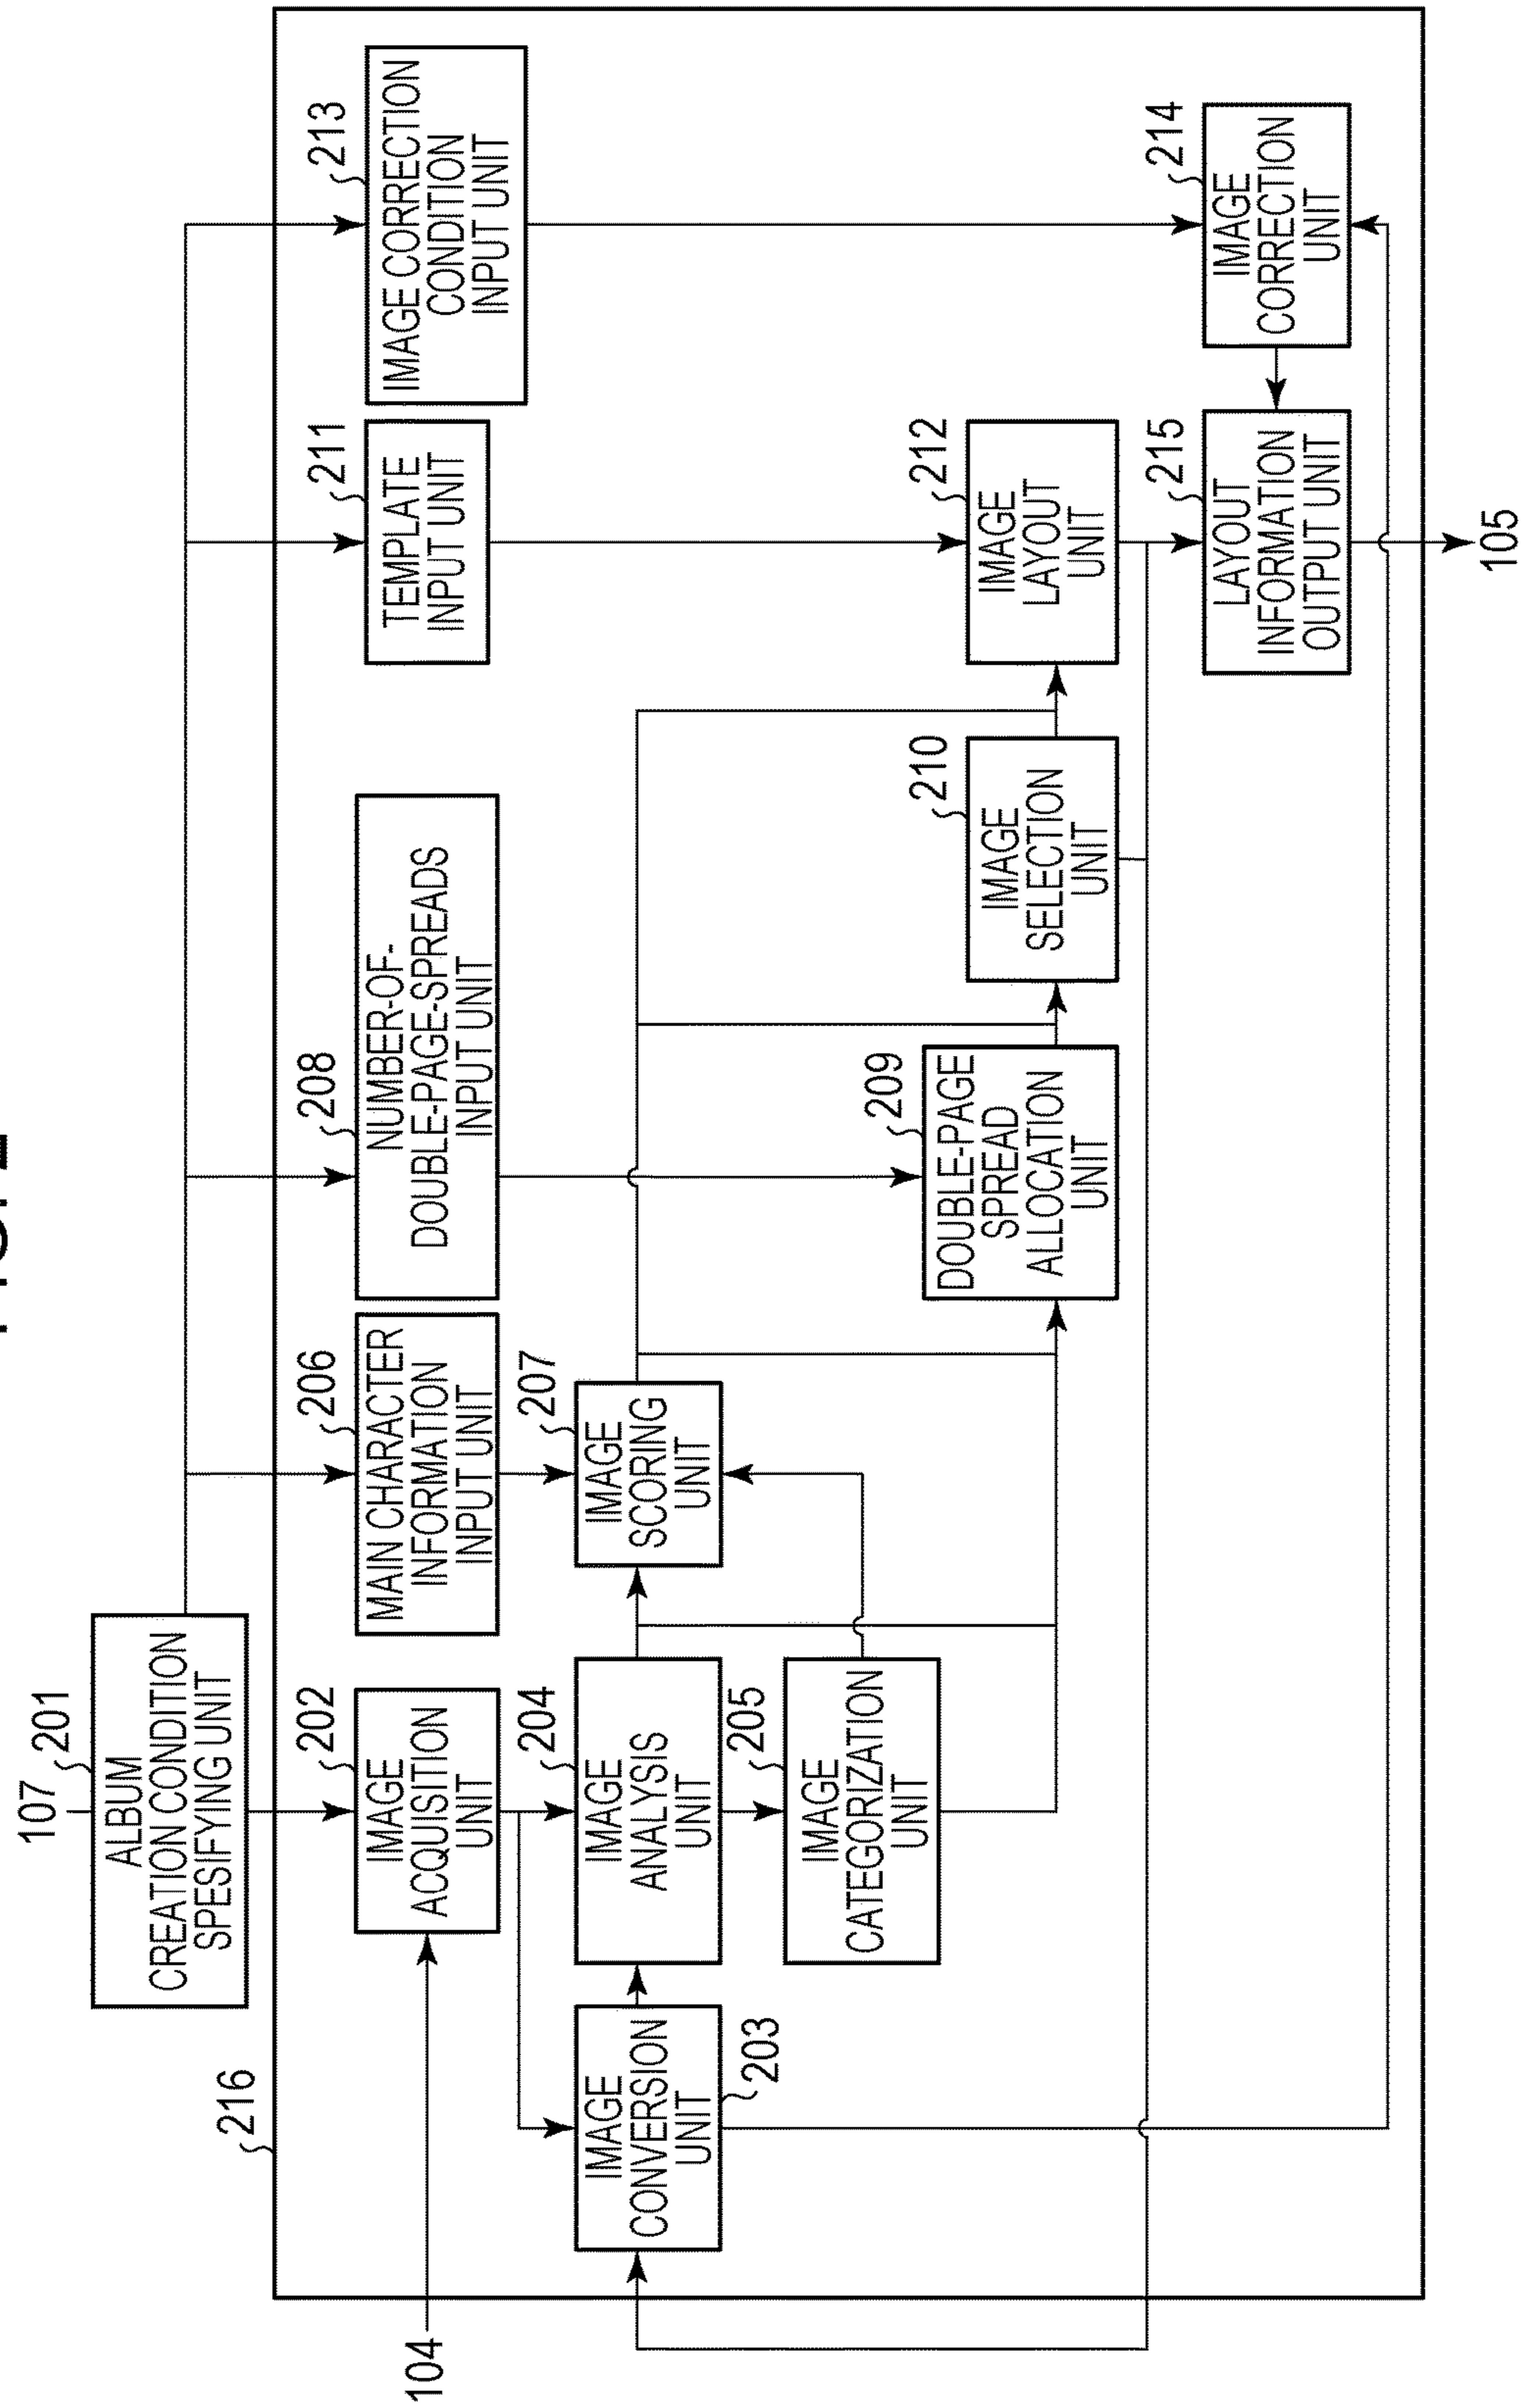 107
201
ALBUM
CREATION CONDITION
SPESIFYING UNIT
216
104
202
IMAGE
ACQUISITION
UNIT
206
MAIN CHARACTER
INFORMATION
INPUT UNIT
208
NUMBER-OF-
DOUBLE-PAGE-SPREADS
INPUT UNIT
211
TEMPLATE
INPUT UNIT
213
IMAGE CORRECTION
CONDITION
INPUT UNIT
IMAGE
CONVERSION
UNIT
203
204
IMAGE
ANALYSIS
UNIT
207
IMAGE
SCORING
UNIT
205
IMAGE
CATEGORIZATION
UNIT
209
DOUBLE-PAGE
SPREAD
ALLOCATION
UNIT
210
IMAGE
SELECTION
UNIT
212
IMAGE
LAYOUT
UNIT
215
LAYOUT
INFORMATION
OUTPUT UNIT
214
IMAGE
CORRECTION
UNIT
105